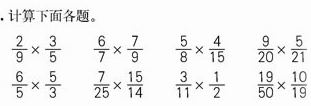 .计算下面各题。
2/9 × 3/5 6/7 × 7/9 5/8 × 4/15 9/20 × 5/21
6/5 × 5/3 7/25 × 15/14 3/11 × 1/2 19/50 × 10/19